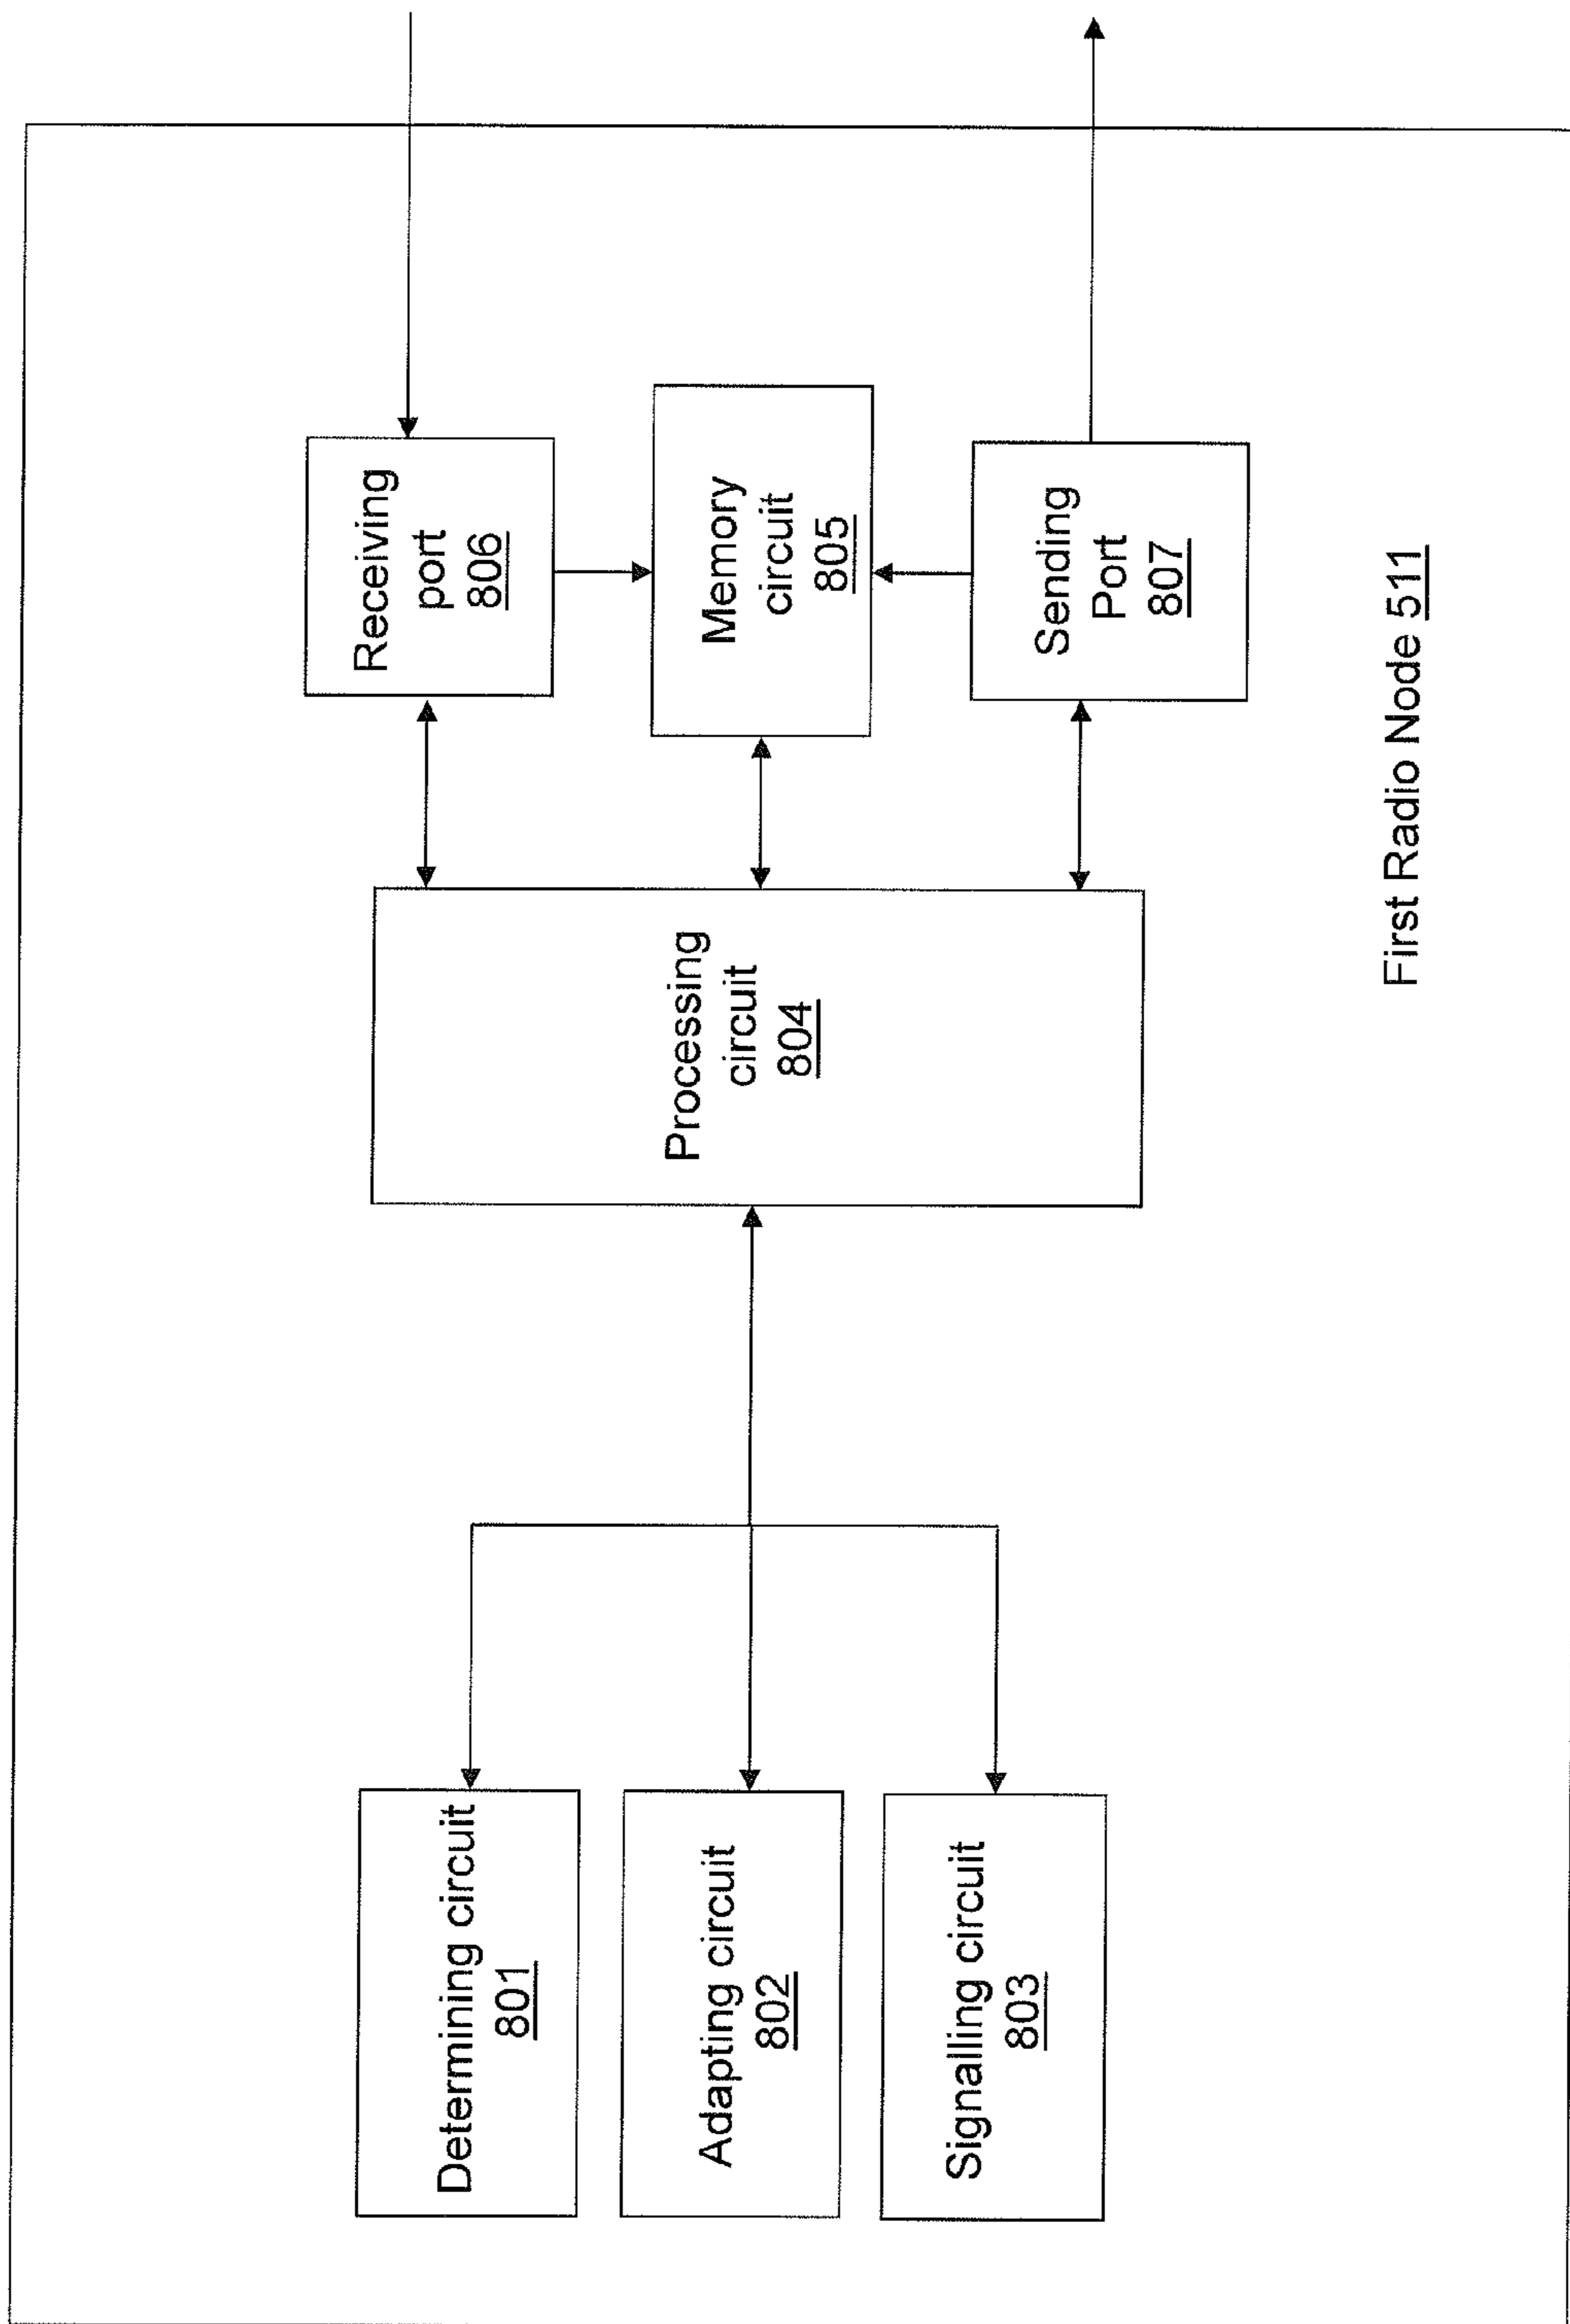 Determining circuit
801
Adapting circuit
802
Signalling circuit
803
Processing
circuit
804
Receiving
port
806
Memory
circuit
805
Sending
Port
807
First Radio Node 511